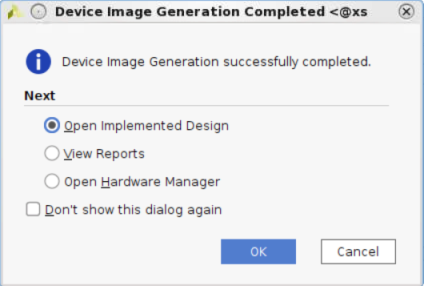 Device Image Generation Completed <@xs
Device Image Generation successfully completed.
Next
Open Implemented Design
View Reports
Open Hardware Manager
Don't show this dialog again
OK Cancel